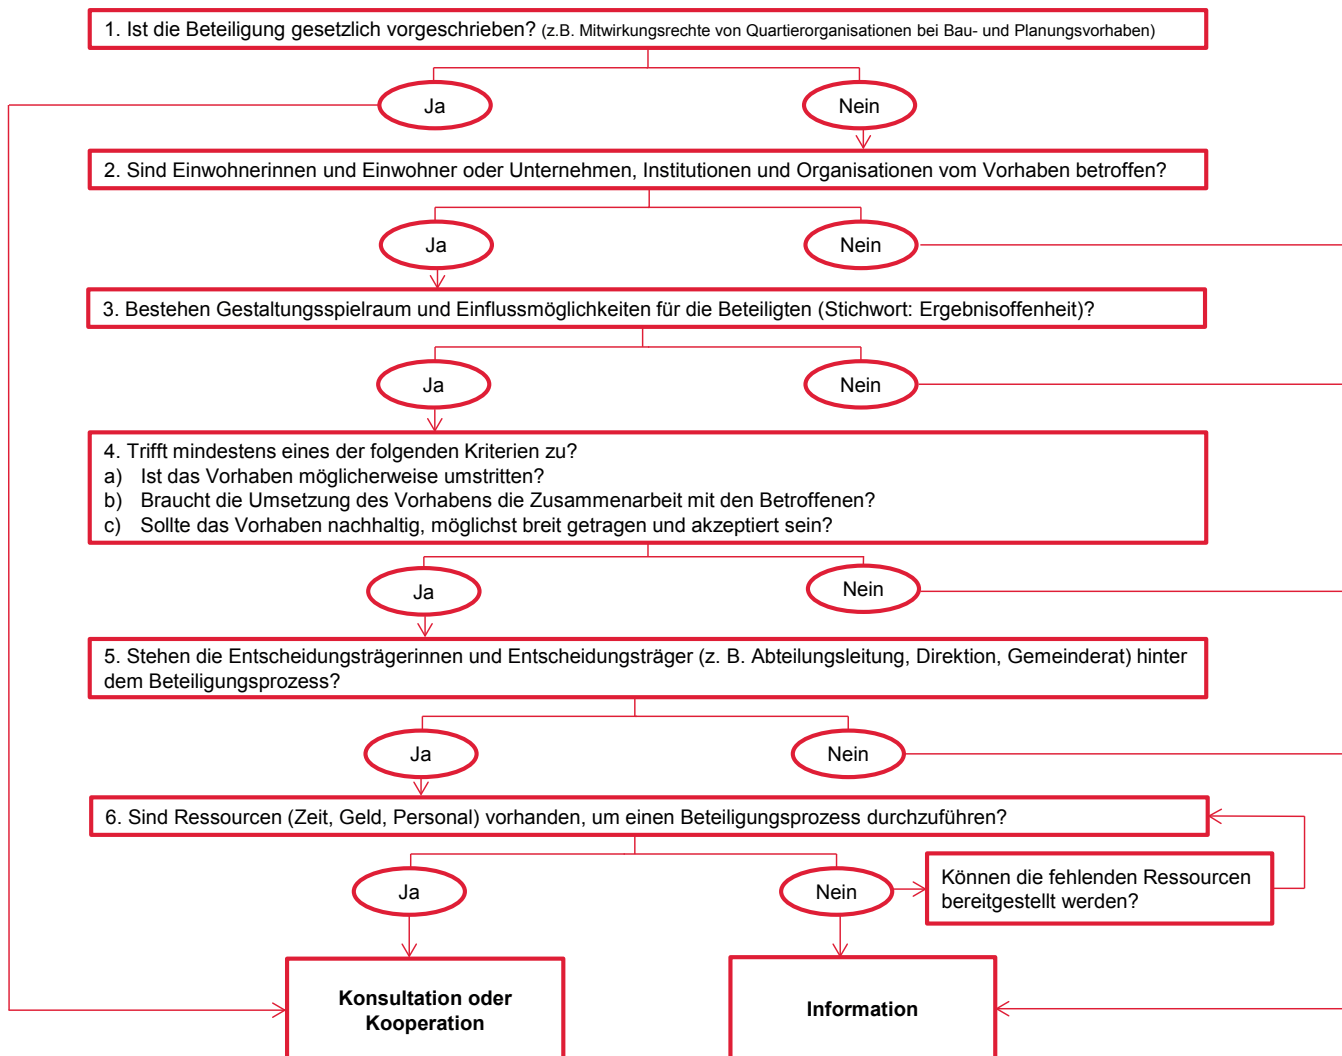 1. Ist die Beteiligung gesetzlich vorgeschrieben? (z.B. Mitwirkungsrechte von Quartierorganisationen bei Bau- und Planungsvorhaben)
Ja
Nein
2. Sind Einwohnerinnen und Einwohner oder Unternehmen, Institutionen und Organisationen vom Vorhaben betroffen?
Ja
Nein
3. Bestehen Gestaltungsspielraum und Einflussmöglichkeiten für die Beteiligten (Stichwort: Ergebnisoffenheit)?
Ja
Nein
4. Trifft mindestens eines der folgenden Kriterien zu?
a) Ist das Vorhaben möglicherweise umstritten?
b) Braucht die Umsetzung des Vorhabens die Zusammenarbeit mit den Betroffenen?
c) Sollte das Vorhaben nachhaltig, möglichst breit getragen und akzeptiert sein?
Ja
Nein
5. Stehen die Entscheidungsträgerinnen und Entscheidungsträger (z. B. Abteilungsleitung, Direktion, Gemeinderat) hinter
dem Beteiligungsprozess?
Ja
Nein
6. Sind Ressourcen (Zeit, Geld, Personal) vorhanden, um einen Beteiligungsprozess durchzuführen?
Ja
Nein
Können die fehlenden Ressourcen
bereitgestellt werden?
Konsultation oder
Kooperation
Information